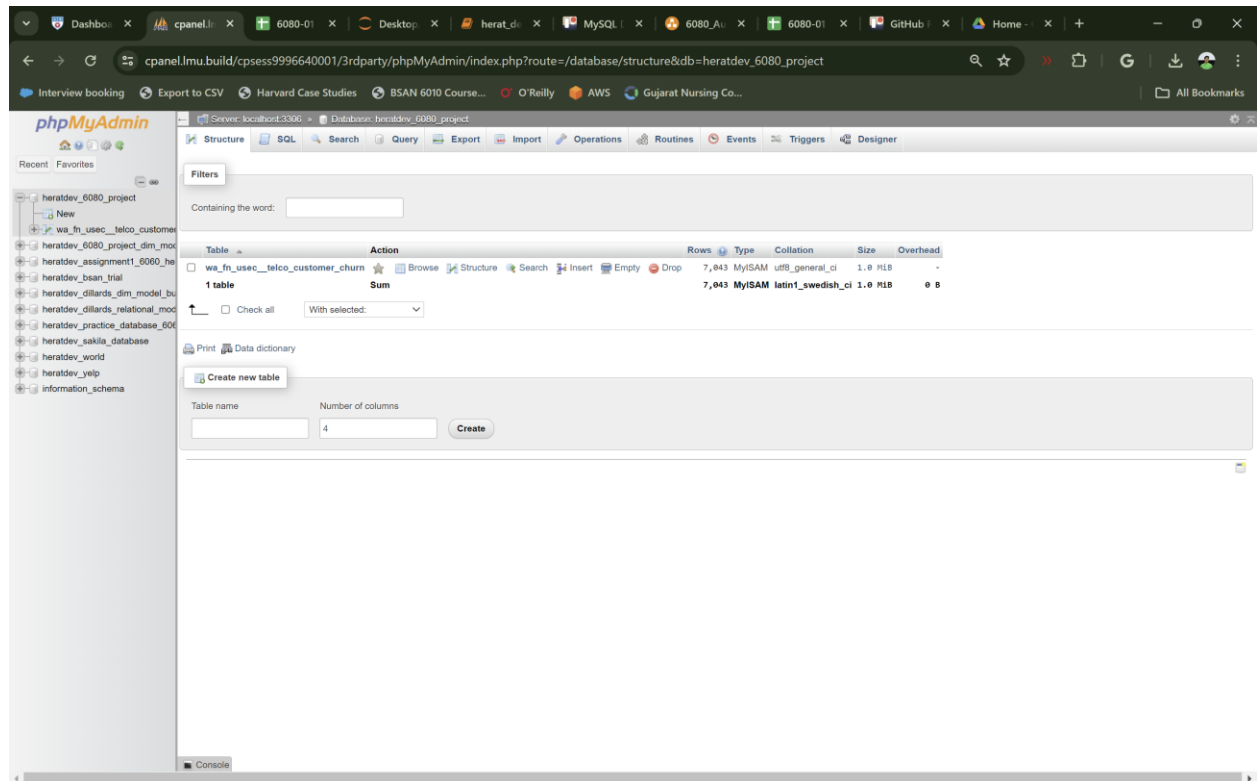 Dashboa
cpanel.lm
6080-01
Desktop,
herat_de
MySQL (
6080_Au
6080-01
GitHub
Home -
cpanel.lmu.build/cpsess9996640001/3rdparty/phpMyAdmin/index.php?route=/database/structure&db=heratdev_6080_project
G
Interview booking
Export to CSV
Harvard Case Studies
BSAN 6010 Course...
O'Reilly
AWS
Gujarat Nursing Co...
All Bookmarks
phpMyAdmin
Recent Favorites
heratdev_6080_project
New
wa_fn_usec__telco_customer
heratdev_6080_project_dim_mod
heratdev_assignment1_6060_he
heratdev_bsan_trial
heratdev_dillards_dim_model_bu
heratdev_dillards_relational_mod
heratdev_practice_database_606
heratdev_sakila_database
heratdev_world
heratdev_yelp
information_schema
Server: localhost:3306 » Database: heratdev_6080_project
Structure SQL Search Query Export Import Operations Routines Events Triggers Designer
Filters
Containing the word:
Table Action Rows Type Collation Size Overhead
wa_fn_usec__telco_customer_churn Browse Structure Search Insert Empty Drop 7,043 MyISAM utf8_general_ci 1.0 MiB -
1 table Sum 7,043 MyISAM latin1_swedish_ci 1.0 MiB 0 B
Check all With selected:
Print Data dictionary
Create new table
Table name Number of columns
4 Create
Console